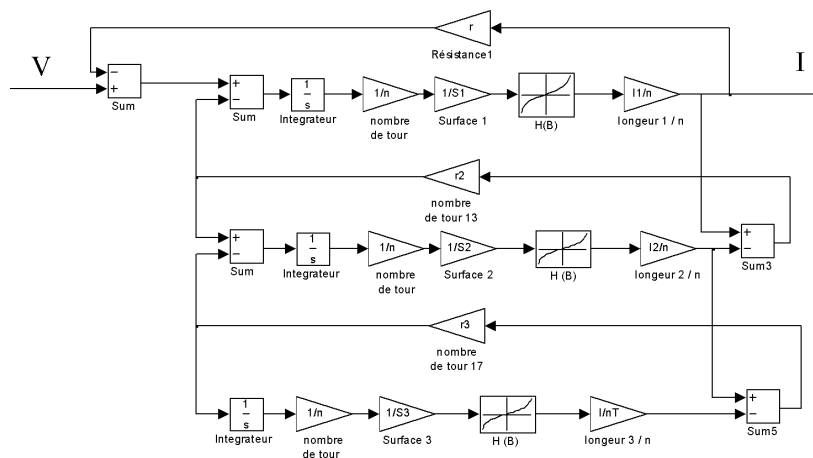 r
Résistance1
V
I
−
+
Sum
+
−
Sum
1
s
Integrateur
1/n
nombre
de tour
1/S1
Surface 1
H(B)
l1/n
longeur 1 / n
r2
nombre
de tour 13
+
−
Sum
1
s
Integrateur
1/n
nombre
de tour
1/S2
Surface 2
H (B)
l2/n
longeur 2 / n
+
−
Sum3
r3
nombre
de tour 17
1
s
Integrateur
1/n
nombre
de tour
1/S3
Surface 3
H (B)
l/nT
longeur 3 / n
+
−
Sum5